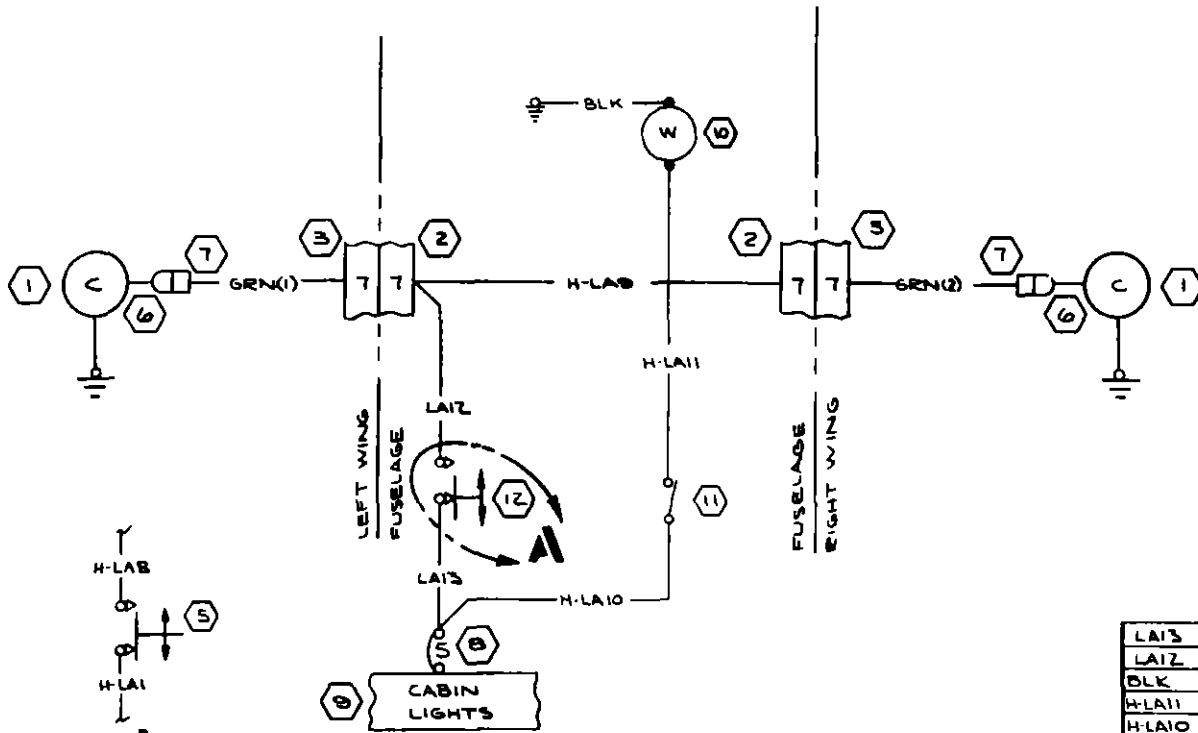 BLK
W
10
3
2
2
3
7
7
1
C
GRN(1)
7
7
H-LA9
7
7
GRN(2)
C
1
6
6
H-LA11
LA12
LEFT WING
FUSELAGE
FUSELAGE
RIGHT WING
12
11
A
H-LA8
LA13
H-LA10
5
H-LA1
5
8
9
CABIN
LIGHTS
LA13
LA12
BLK
H-LA11
H-LA10